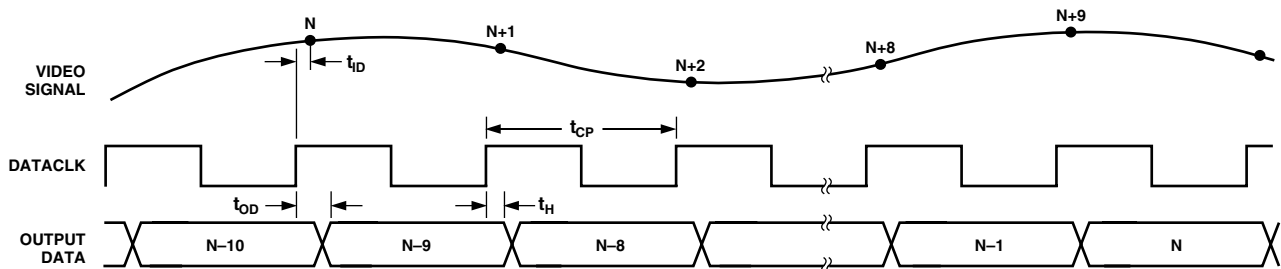 N
N+1
N+2
N+8
N+9
t_ID
VIDEO
SIGNAL
t_CP
DATACLK
t_OD
t_H
OUTPUT
DATA
N–10
N–9
N–8
N–1
N